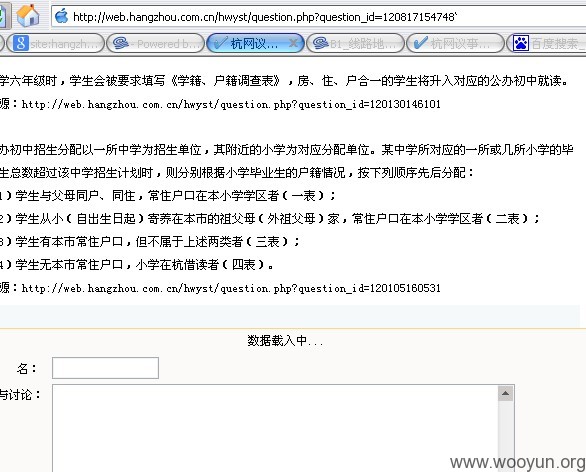 http://web.hangzhou.com.cn/hwyst/question.php?question_id=120817154748`
site:hangzh... - Powered b... 杭网议... B1_线路地... 杭网议事... 百度搜索_
学六年级时，学生会被要求填写《学籍、户籍调查表》，房、住、户合一的学生将升入对应的公办初中就读。
源：http://web.hangzhou.com.cn/hwyst/question.php?question_id=120130146101
办初中招生分配以一所中学为招生单位，其附近的小学为对应分配单位。某中学所对应的一所或几所小学的毕
生总数超过该中学招生计划时，则分别根据小学毕业生的户籍情况，按下列顺序先后分配：
1）学生与父母同户、同住，常住户口在本小学学区者（一表）；
2）学生从小（自出生日起）寄养在本市的祖父母（外祖父母）家，常住户口在本小学学区者（二表）；
3）学生有本市常住户口，但不属于上述两类者（三表）；
4）学生无本市常住户口，小学在杭借读者（四表）。
源：http://web.hangzhou.com.cn/hwyst/question.php?question_id=120105160531
数据载入中...
名：
与讨论：
www.wooyun.org